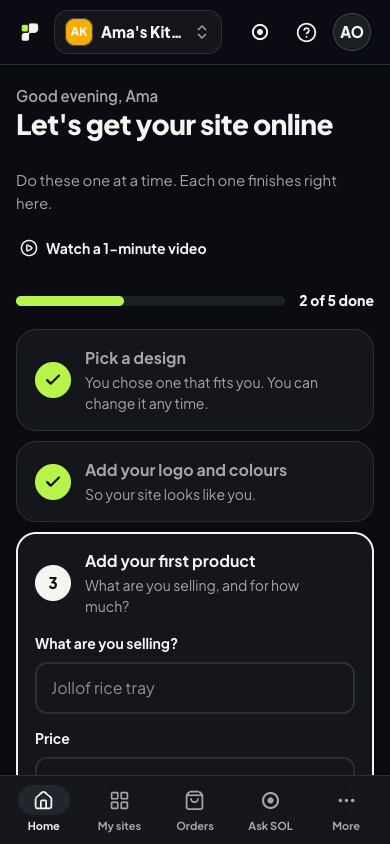 AK Ama's Kit... AO
Good evening, Ama
Let's get your site online
Do these one at a time. Each one finishes right
here.
Watch a 1-minute video
2 of 5 done
Pick a design
You chose one that fits you. You can
change it any time.
Add your logo and colours
So your site looks like you.
3
Add your first product
What are you selling, and for how
much?
What are you selling?
Jollof rice tray
Price
Home My sites Orders Ask SOL More